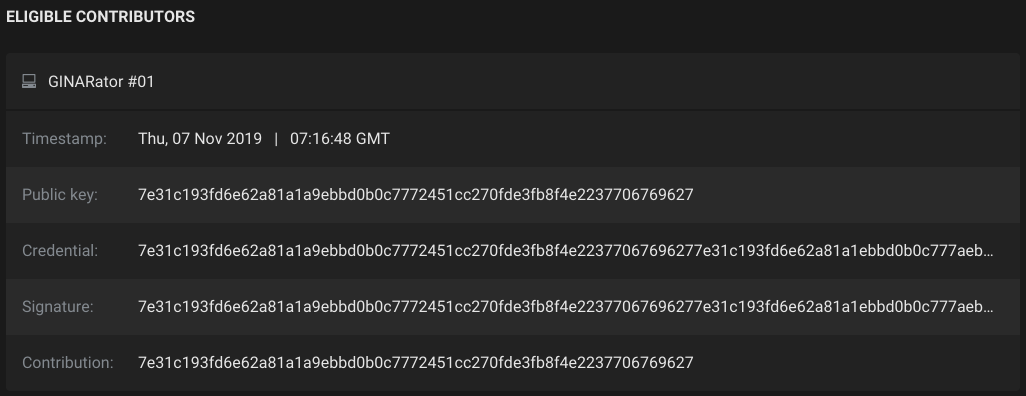 ELIGIBLE CONTRIBUTORS
GINARator #01
Timestamp: Thu, 07 Nov 2019 | 07:16:48 GMT
Public key: 7e31c193fd6e62a81a1a9ebbd0b0c7772451cc270fde3fb8f4e2237706769627
Credential: 7e31c193fd6e62a81a1a9ebbd0b0c7772451cc270fde3fb8f4e22377067696277e31c193fd6e62a81a1ebbd0b0c777aeb…
Signature: 7e31c193fd6e62a81a1a9ebbd0b0c7772451cc270fde3fb8f4e22377067696277e31c193fd6e62a81a1ebbd0b0c777aeb…
Contribution: 7e31c193fd6e62a81a1a9ebbd0b0c7772451cc270fde3fb8f4e2237706769627